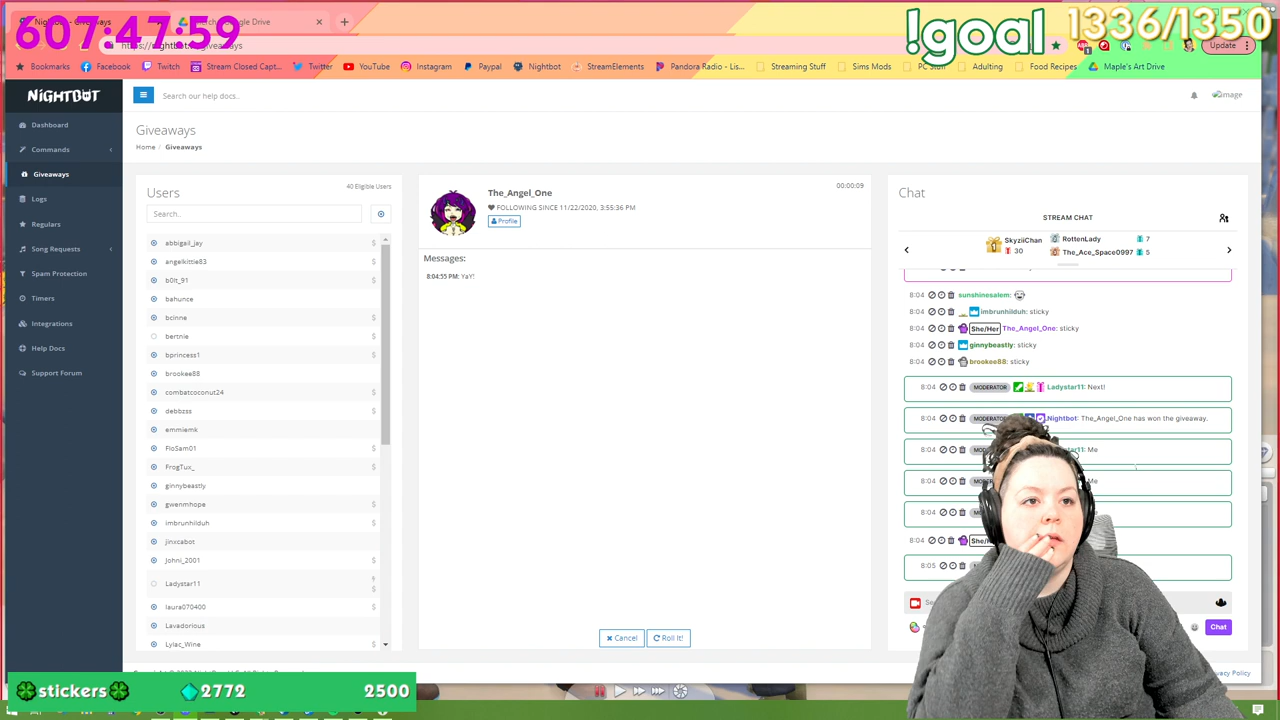 607:47:59
!goal 1336/1350
Update
Bookmarks Facebook Twitch Stream Closed Capt... Twitter YouTube Instagram Paypal Nightbot StreamElements Pandora Radio - Lis... Streaming Stuff Sims Mods PC Stuff Adulting Food Recipes Maple's Art Drive
NIGHTBOT
Search our help docs..
Dashboard
Commands
Giveaways
Logs
Regulars
Song Requests
Spam Protection
Timers
Integrations
Help Docs
Support Forum
Giveaways
Home / Giveaways
Users
40 Eligible Users
Search..
abbigail_jay $
angelkittie83 $
b0lt_91 $
bahunce
bcinne $
bertnie $
bprincess1 $
brookee88
combatcoconut24 $
debbzss $
emmiemk
FloSam01 $
FrogTux_ $
ginnybeastly
gwenmhope $
imbrunhilduh $
jinxcabot
Johni_2001 $
Ladystar11 $
laura070400 $
Lavadorious
Lylac_Wine $
The_Angel_One
00:00:09
FOLLOWING SINCE 11/22/2020, 3:55:36 PM
Profile
Messages:
8:04:55 PM: YaY!
Cancel Roll It!
Chat
STREAM CHAT
SkyziiChan 30
RottenLady 7
The_Ace_Space0997 5
sunshinesalem:
8:04 imbrunhilduh: sticky
8:04 She/Her The_Angel_One: sticky
8:04 ginnybeastly: sticky
8:04 brookee88: sticky
8:04 MODERATOR Ladystar11: Next!
8:04 Nightbot: The_Angel_One has won the giveaway.
8:04 Me
8:04 Me
8:04
8:04
8:05
Chat
stickers 2772 2500